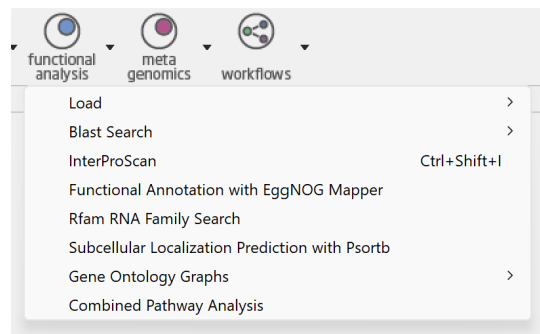 functional
analysis
meta
genomics
workflows
Load
Blast Search
InterProScan Ctrl+Shift+I
Functional Annotation with EggNOG Mapper
Rfam RNA Family Search
Subcellular Localization Prediction with Psortb
Gene Ontology Graphs
Combined Pathway Analysis